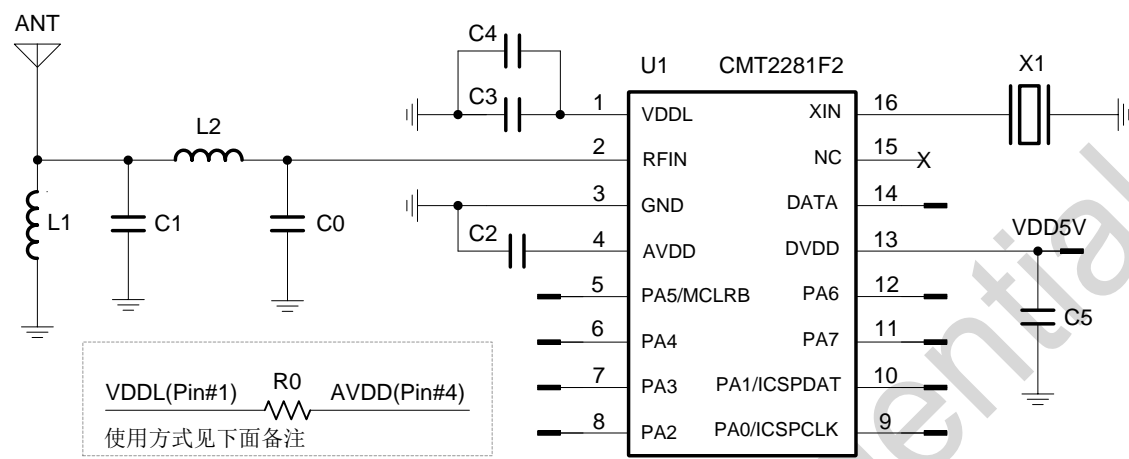 ANT
C4
U1 CMT2281F2
X1
C3
1 VDDL
XIN 16
L2
2 RFIN
NC 15 X
3 GND
DATA 14
L1
C1
C0
C2
4 AVDD
DVDD 13
VDD5V
5 PA5/MCLRB
PA6 12
C5
6 PA4
PA7 11
VDDL(Pin#1) R0 AVDD(Pin#4)
7 PA3
PA1/ICSPDAT 10
使用方式见下面备注
8 PA2
PA0/ICSPCLK 9